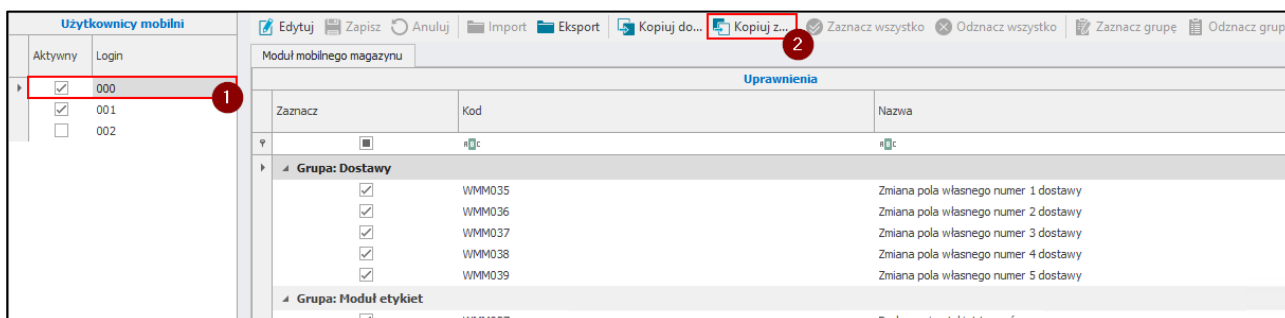 Użytkownicy mobilni
Edytuj Zapisz Anuluj Import Eksport Kopiuj do... Kopiuj z... Zaznacz wszystko Odznacz wszystko Zaznacz grupę Odznacz grup
2
Aktywny Login
Moduł mobilnego magazynu
Uprawnienia
000
1
001
002
Zaznacz Kod Nazwa
Grupa: Dostawy
WMM035 Zmiana pola własnego numer 1 dostawy
WMM036 Zmiana pola własnego numer 2 dostawy
WMM037 Zmiana pola własnego numer 3 dostawy
WMM038 Zmiana pola własnego numer 4 dostawy
WMM039 Zmiana pola własnego numer 5 dostawy
Grupa: Moduł etykiet